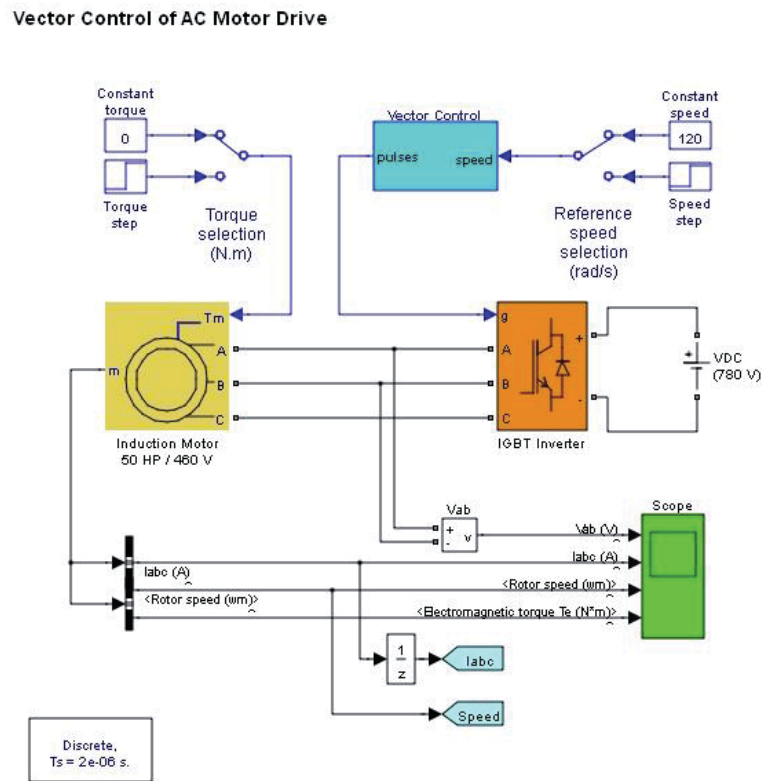 Vector Control of AC Motor Drive
Constant
torque
0
Torque
step
Torque
selection
(N.m)
Vector Control
pulses
speed
Constant
speed
120
Speed
step
Reference
speed
selection
(rad/s)
Tm
m
A
B
C
Induction Motor
50 HP / 460 V
g
A
B
C
+
-
IGBT Inverter
+
VDC
(780 V)
Vab
+
-
v
Scope
Vab (V)
Iabc (A)
<Rotor speed (wm)>
<Electromagnetic torque Te (N*m)>
Iabc (A)
<Rotor speed (wm)>
1
z
Iabc
Speed
Discrete,
Ts = 2e-06 s.